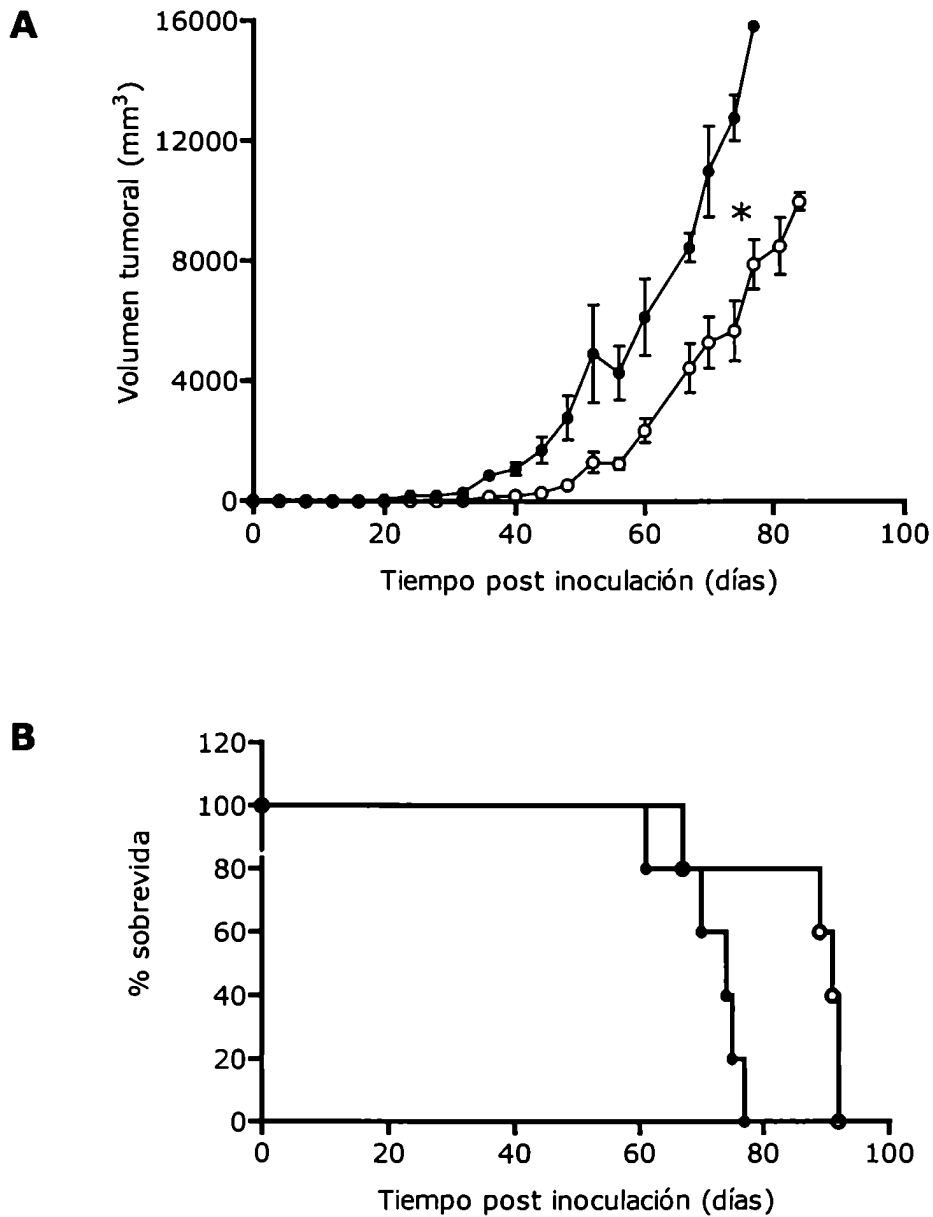 A
16000
12000
8000
4000
0
Volumen tumoral (mm³)
*
0 20 40 60 80 100
Tiempo post inoculación (días)
B
120
100
80
60
40
20
0
% sobrevida
0 20 40 60 80 100
Tiempo post inoculación (días)